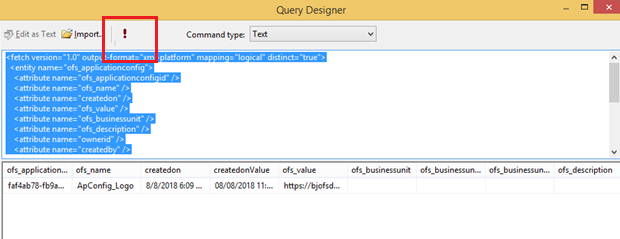 Query Designer
Edit as Text Import... ! Command type: Text
<fetch version="1.0" output-format="xml-platform" mapping="logical" distinct="true">
<entity name="ofs_applicationconfig">
<attribute name="ofs_applicationconfigid" />
<attribute name="ofs_name" />
<attribute name="createdon" />
<attribute name="ofs_value" />
<attribute name="ofs_businessunit" />
<attribute name="ofs_description" />
<attribute name="ownerid" />
<attribute name="createdby" />
ofs_application... ofs_name createdon createdonValue ofs_value ofs_businessunit ofs_businessu... ofs_businessun... ofs_description
faf4ab78-fb9a... ApConfig_Logo 8/8/2018 6:09 ... 08/08/2018 11:... https://bjofsd...